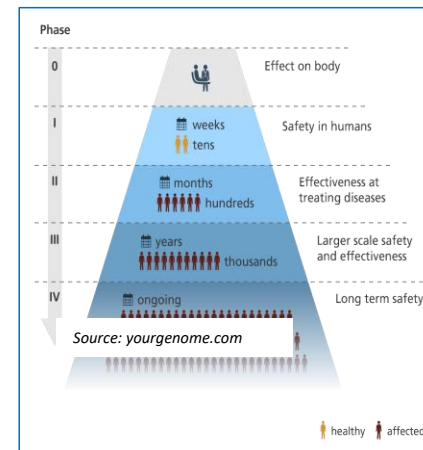 Phase
0
Effect on body
I
weeks
tens
Safety in humans
II
months
hundreds
Effectiveness at
treating diseases
III
years
thousands
Larger scale safety
and effectiveness
IV
ongoing
Long term safety
Source: yourgenome.com
healthy affected